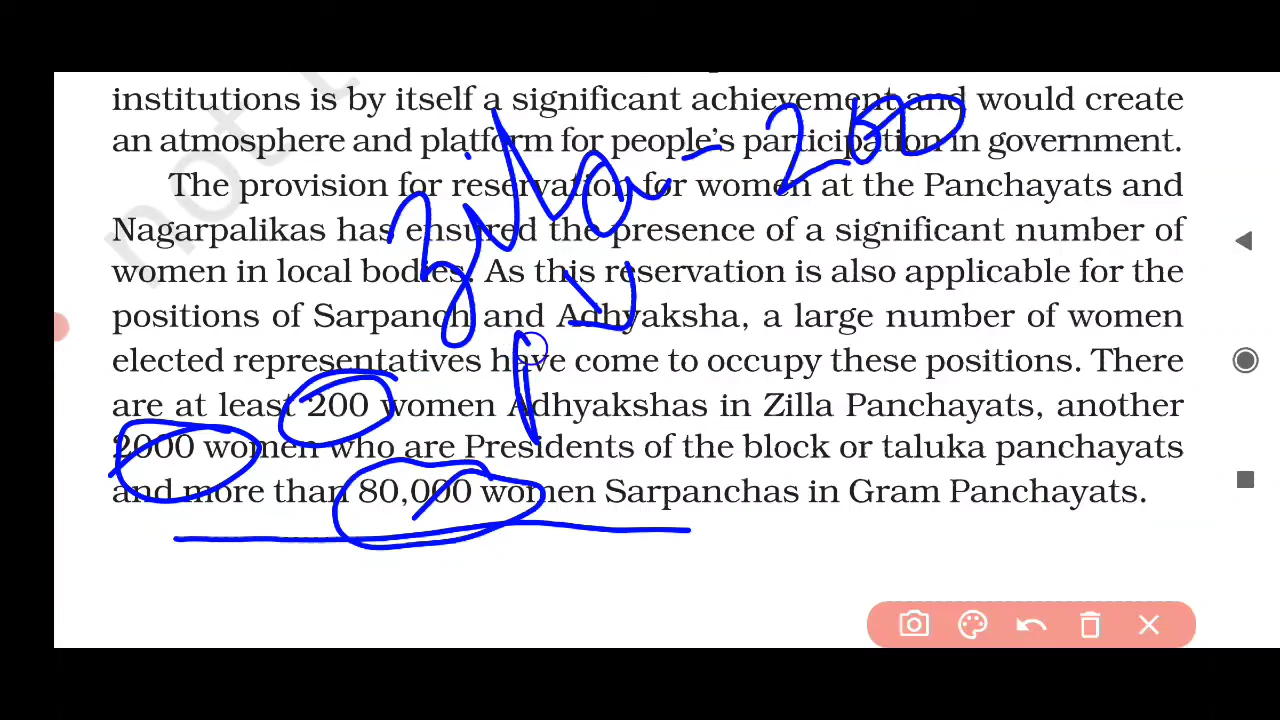 institutions is by itself a significant achievement and would create
an atmosphere and platform for people's participation in government.
The provision for reservation for women at the Panchayats and
Nagarpalikas has ensured the presence of a significant number of
women in local bodies. As this reservation is also applicable for the
positions of Sarpanch and Adhyaksha, a large number of women
elected representatives have come to occupy these positions. There
are at least 200 women Adhyakshas in Zilla Panchayats, another
2000 women who are Presidents of the block or taluka panchayats
and more than 80,000 women Sarpanchas in Gram Panchayats.
zila - 200
not t